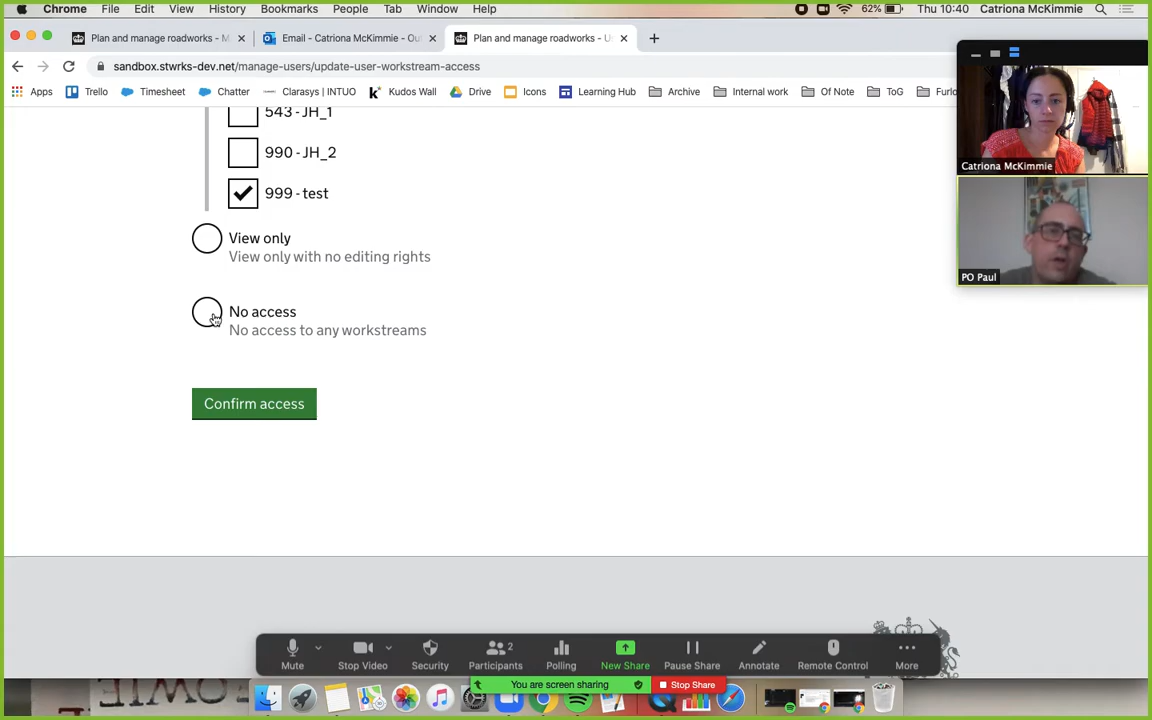 Chrome File Edit View History Bookmarks People Tab Window Help 62% Thu 10:40 Catriona McKimmie
Plan and manage roadworks - M Email - Catriona McKimmie - Ou Plan and manage roadworks - U
sandbox.stwrks-dev.net/manage-users/update-user-workstream-access
Apps Trello Timesheet Chatter Clarasys | INTUO Kudos Wall Drive Icons Learning Hub Archive Internal work Of Note ToG Furlo
543 - JH_1
990 - JH_2
999 - test
View only
View only with no editing rights
No access
No access to any workstreams
Confirm access
Catriona McKimmie
PO Paul
Mute Stop Video Security Participants 2 Polling New Share Pause Share Annotate Remote Control More
You are screen sharing Stop Share